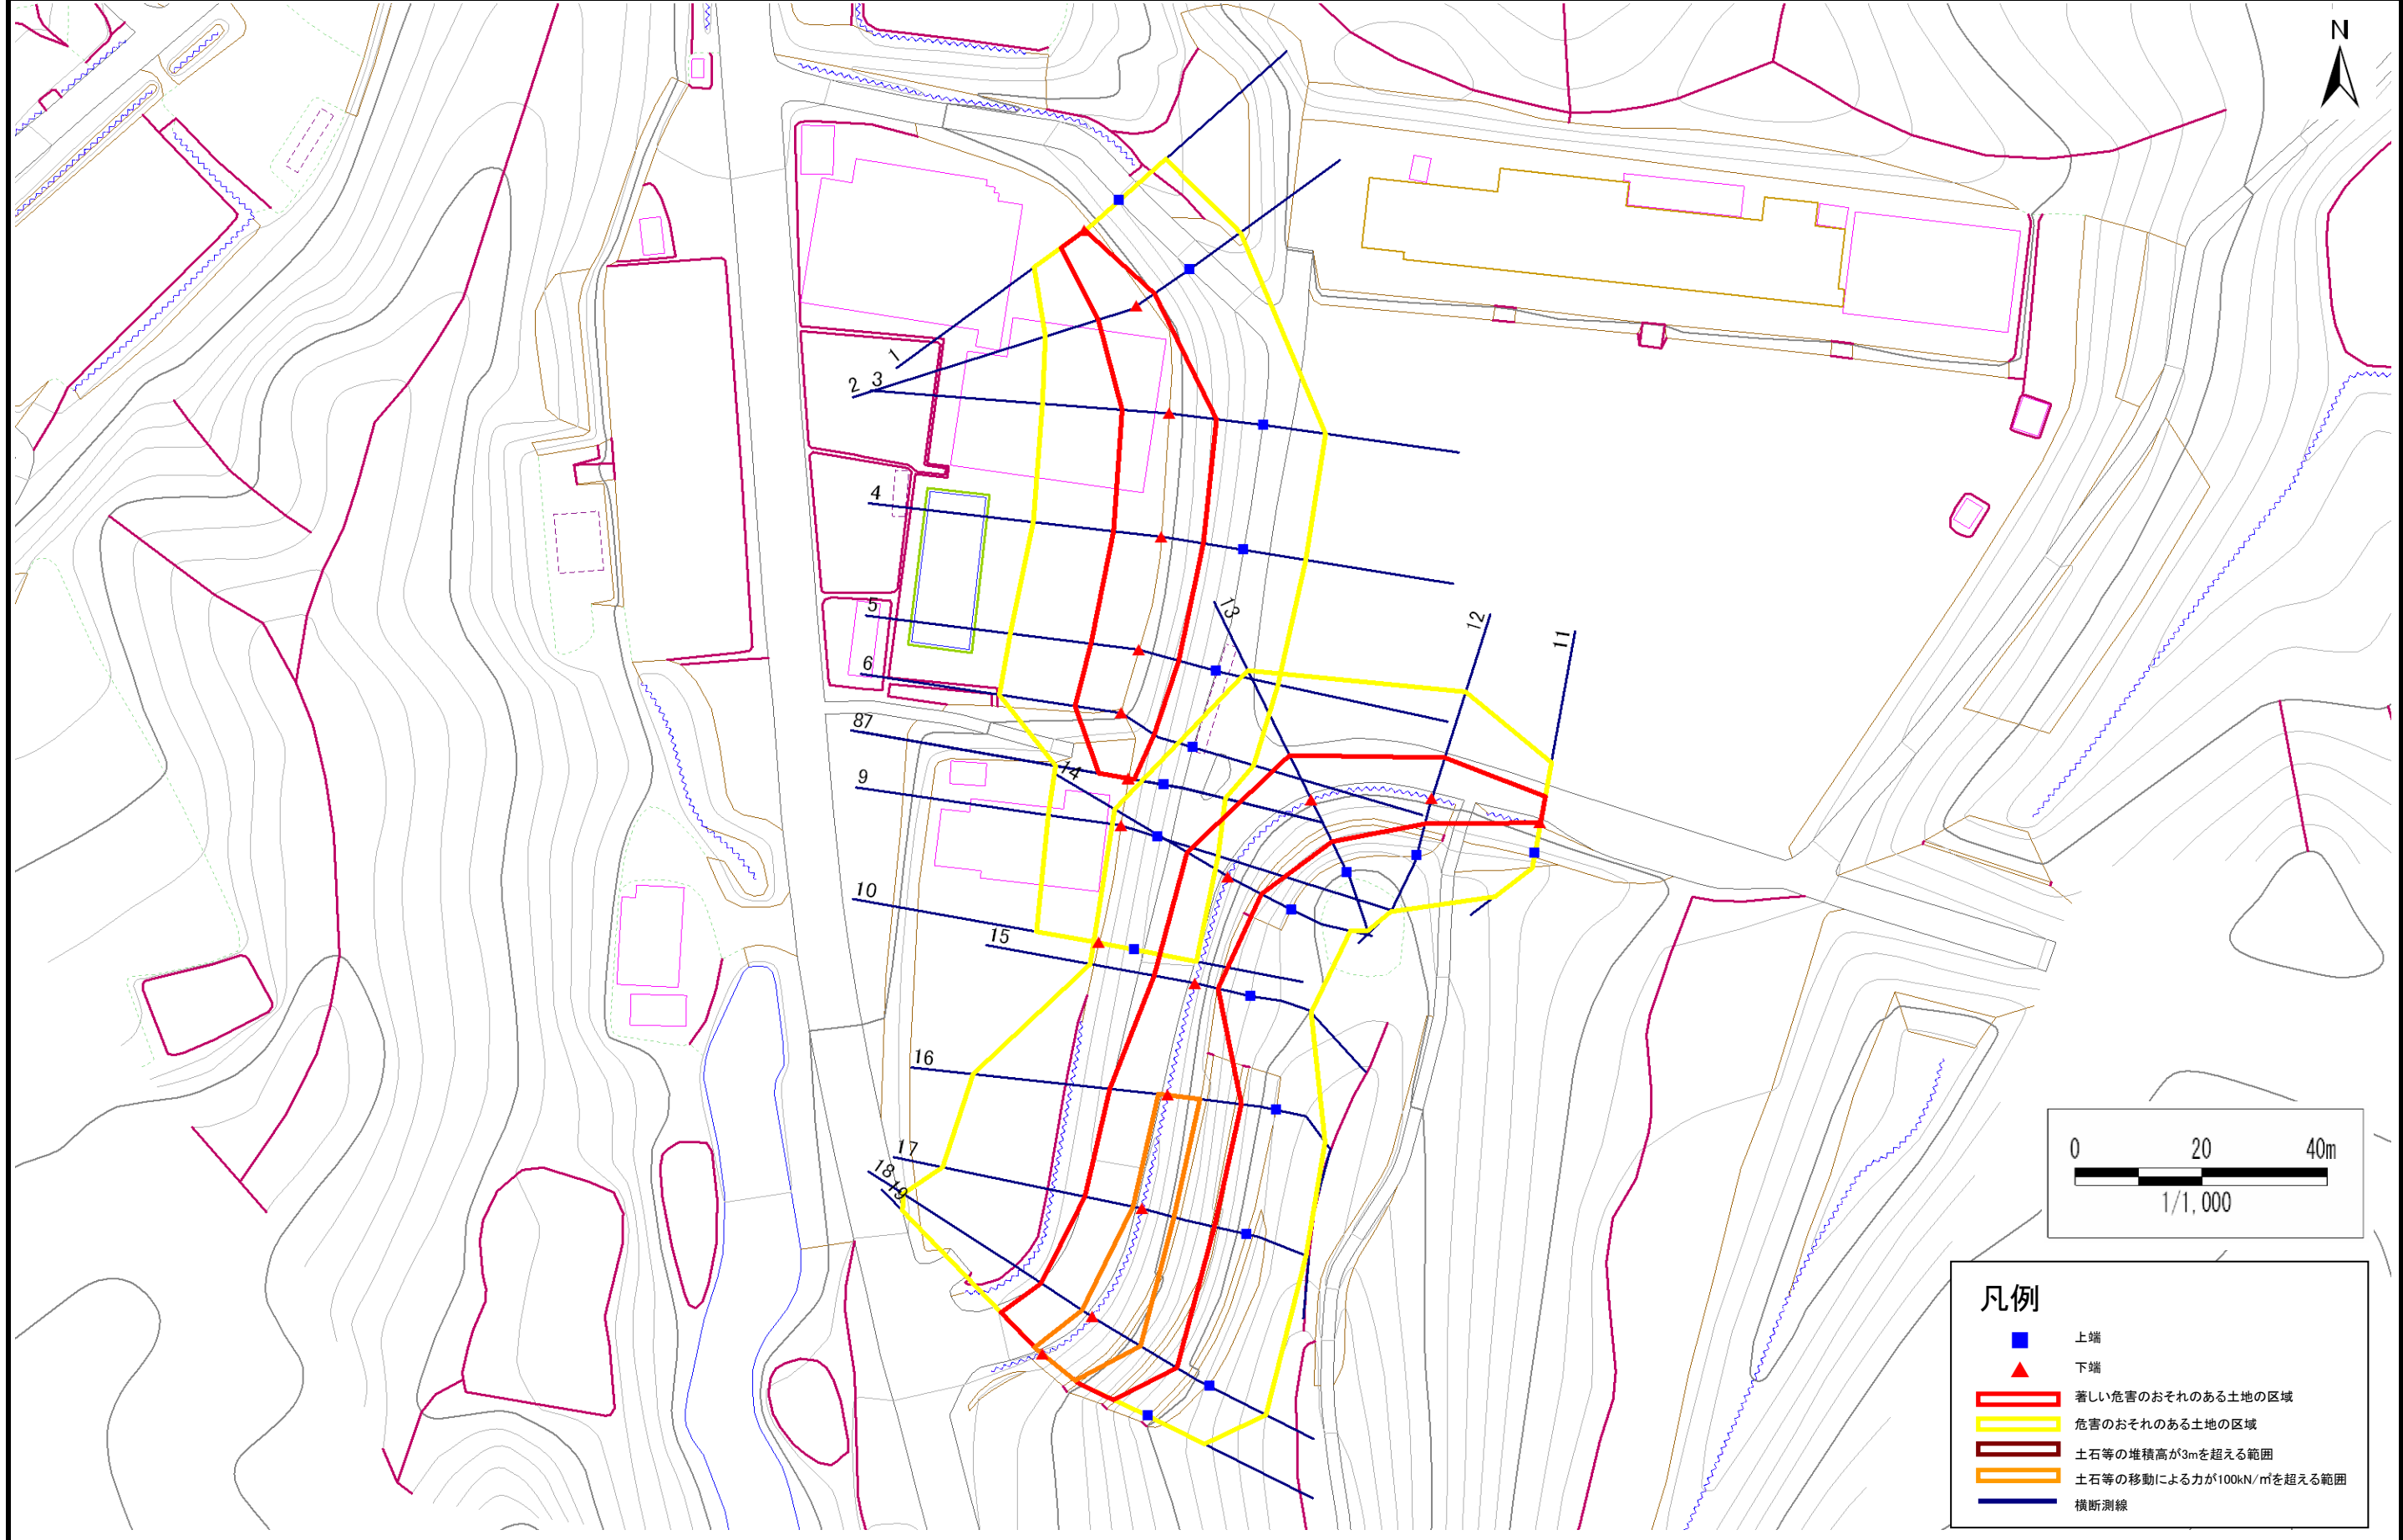 N
1
2 3
4
13
5
12
11
6
87
14
9
10
15
16
17
18
19
0 20 40m
1/1,000
凡例
上端
下端
著しい危害のおそれのある土地の区域
危害のおそれのある土地の区域
土石等の堆積高が3mを超える範囲
土石等の移動による力が100kN/㎡を超える範囲
横断測線